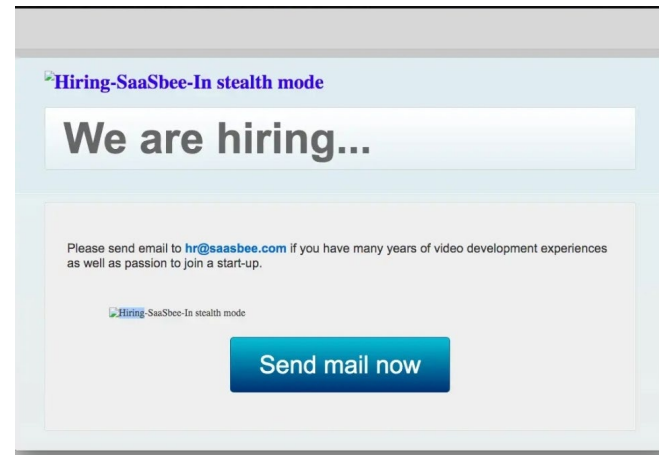 Hiring-SaaSbee-In stealth mode
We are hiring...
Please send email to hr@saasbee.com if you have many years of video development experiences
as well as passion to join a start-up.
Hiring-SaaSbee-In stealth mode
Send mail now